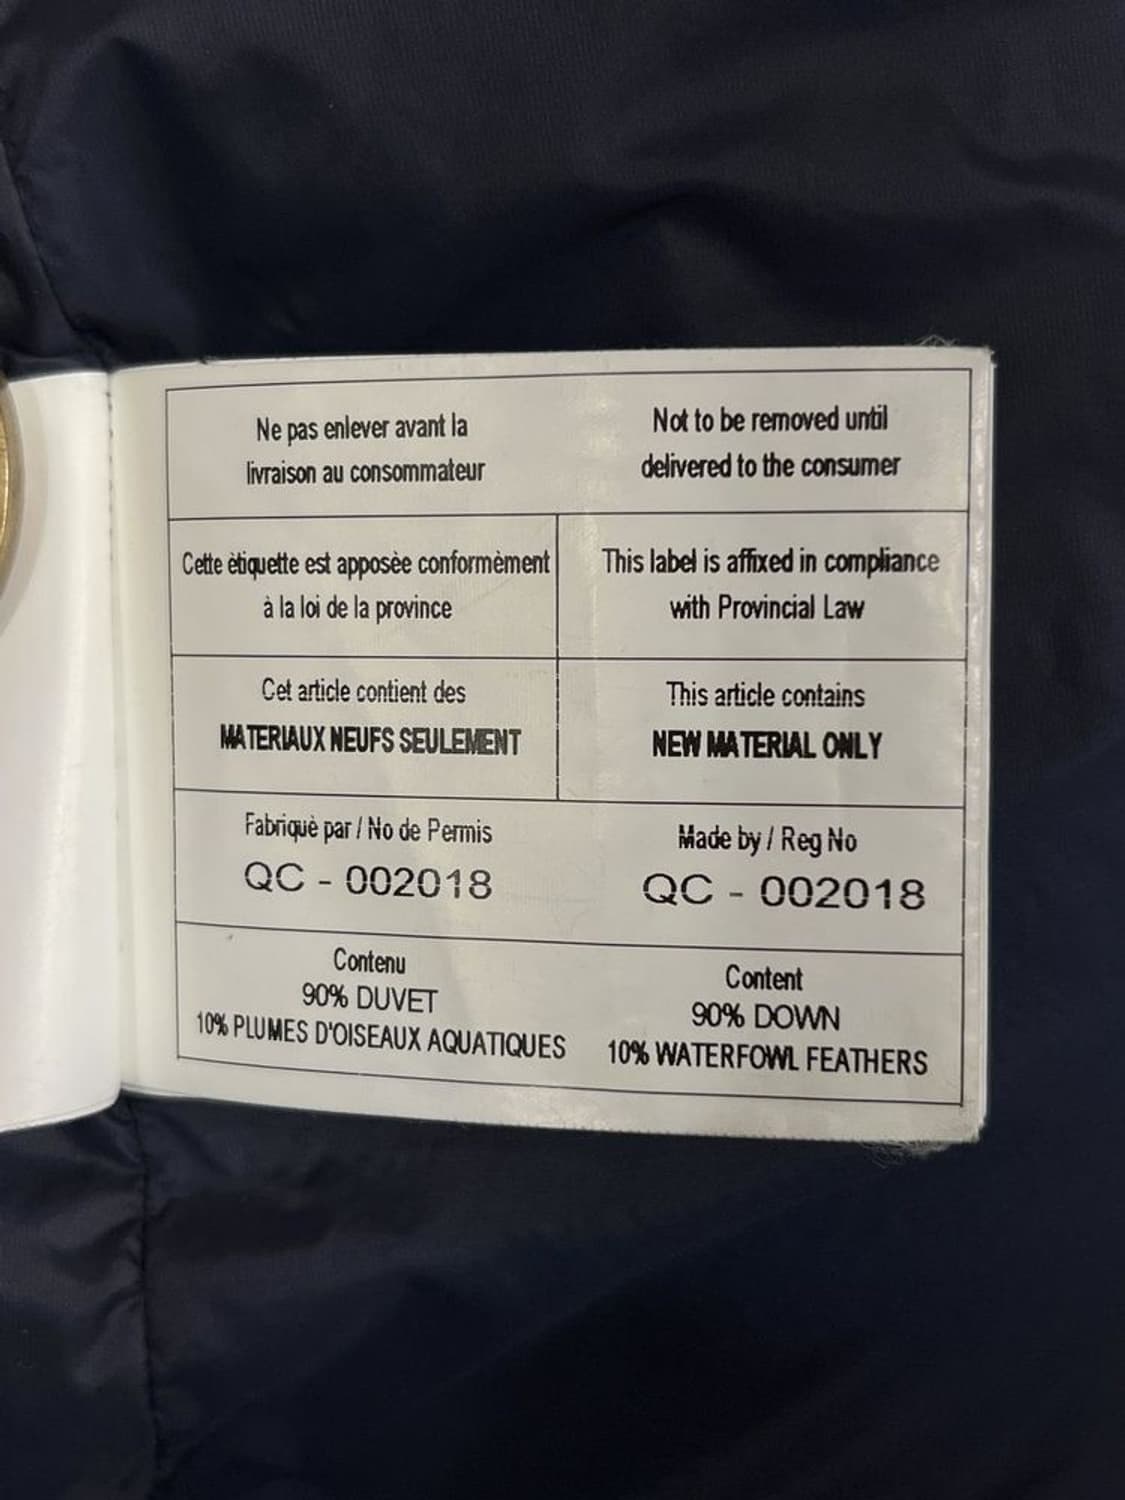 Ne pas enlever avant la
livraison au consommateur
Not to be removed until
delivered to the consumer
Cette ètiquette est apposèe conformèment
à la loi de la province
This label is affixed in compliance
with Provincial Law
Cet article contient des
MATERIAUX NEUFS SEULEMENT
This article contains
NEW MATERIAL ONLY
Fabriquè par / No de Permis
QC - 002018
Made by / Reg No
QC - 002018
Contenu
90% DUVET
10% PLUMES D'OISEAUX AQUATIQUES
Content
90% DOWN
10% WATERFOWL FEATHERS